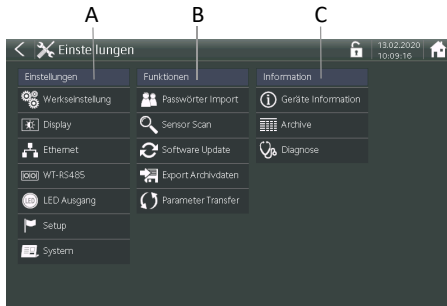 A B C
Einstellungen 13.02.2020
10:09:16
Einstellungen Funktionen Information
Werkseinstellung Passwörter Import Geräte Information
Display Sensor Scan Archive
Ethernet Software Update Diagnose
WT-RS485 Export Archivdaten
LED LED Ausgang Parameter Transfer
Setup
System